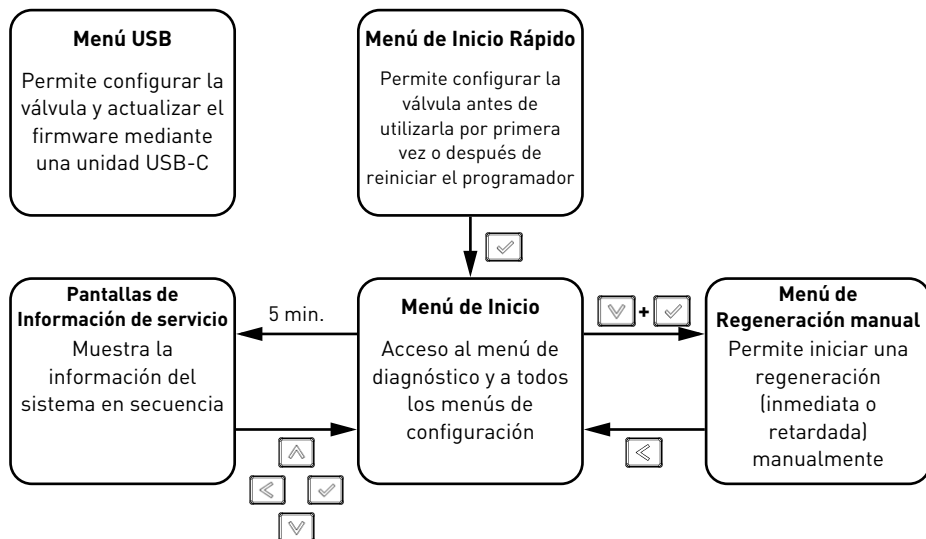 Menú USB
Permite configurar la
válvula y actualizar el
firmware mediante
una unidad USB-C
Menú de Inicio Rápido
Permite configurar la
válvula antes de
utilizarla por primera
vez o después de
reiniciar el programador
Pantallas de
Información de servicio
Muestra la
información del
sistema en secuencia
5 min.
Menú de Inicio
Acceso al menú de
diagnóstico y a todos
los menús de
configuración
+
Menú de
Regeneración manual
Permite iniciar una
regeneración
(inmediata o
retardada)
manualmente